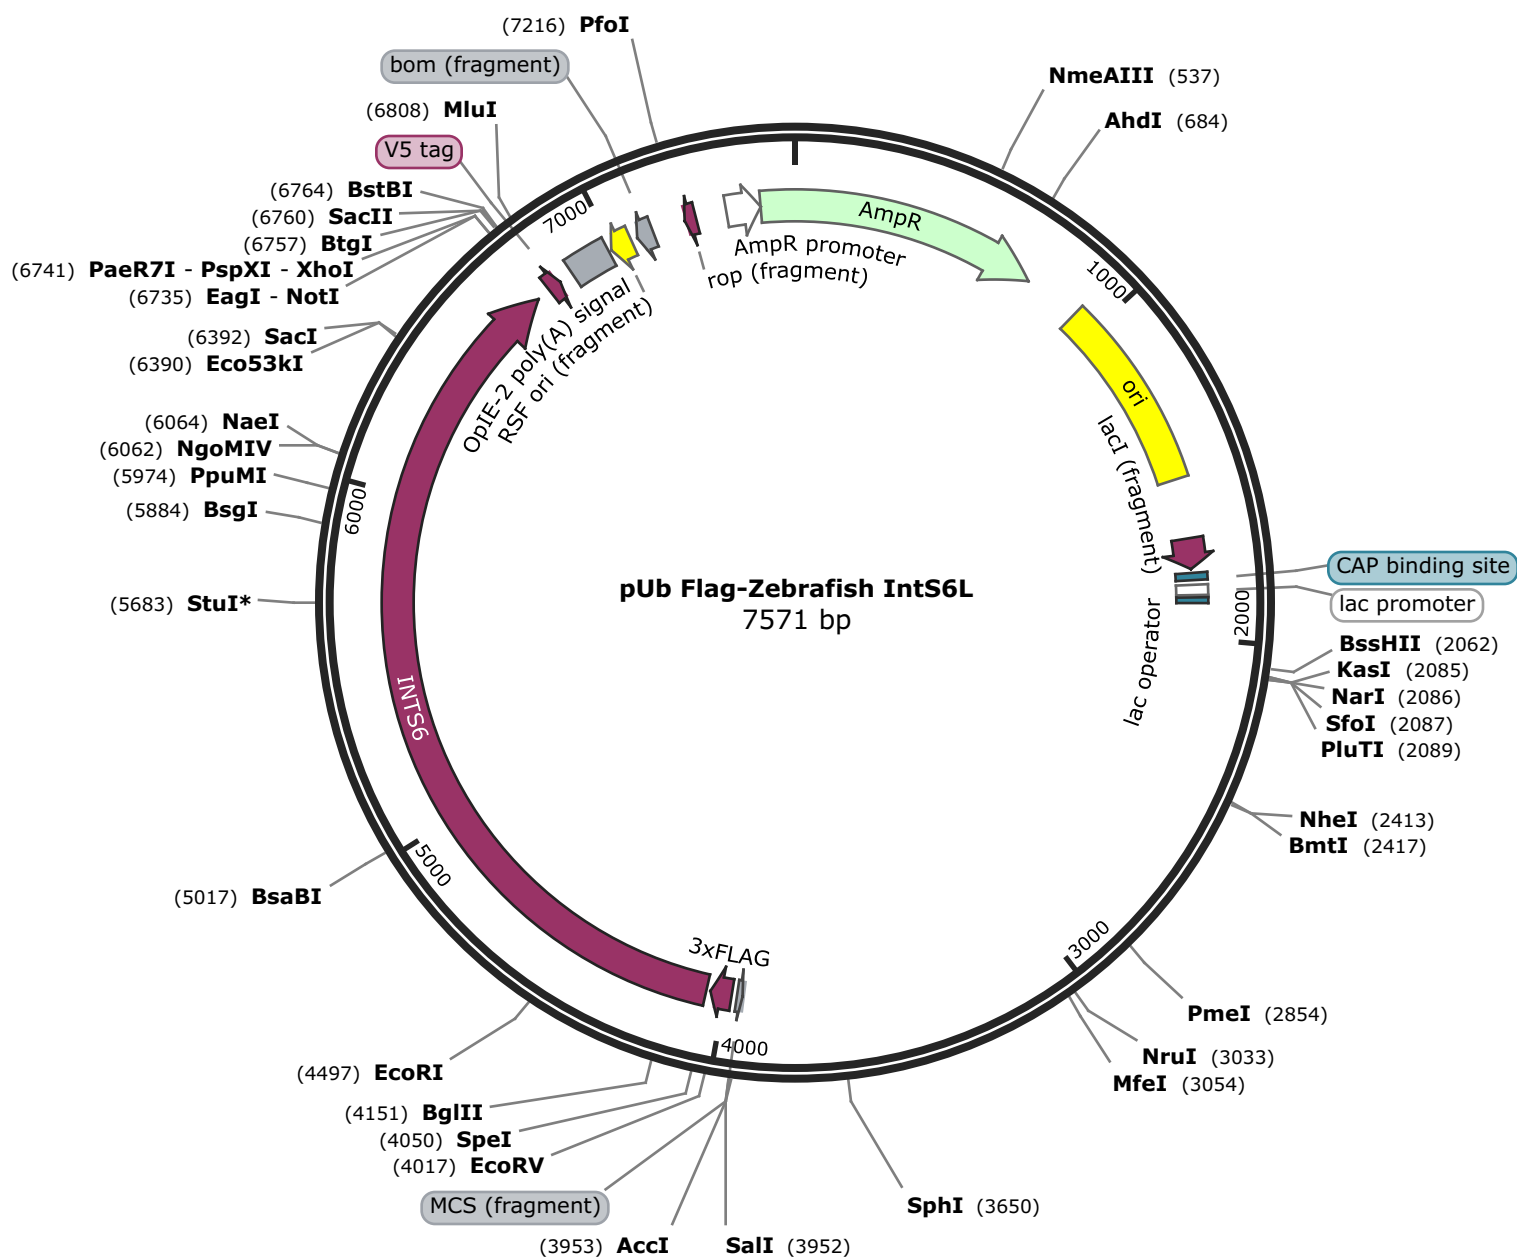 (7216) PfoI
bom (fragment)
(6808) MluI
V5 tag
(6764) BstBI
(6760) SacII
(6757) BtgI
(6741) PaeR7I - PspXI - XhoI
(6735) EagI - NotI
(6392) SacI
(6390) Eco53kI
(6064) NaeI
(6062) NgoMIV
(5974) PpuMI
(5884) BsgI
(5683) StuI*
(5017) BsaBI
(4497) EcoRI
(4151) BglII
(4050) SpeI
(4017) EcoRV
MCS (fragment)
(3953) AccI
SalI (3952)
SphI (3650)
MfeI (3054)
NruI (3033)
PmeI (2854)
BmtI (2417)
NheI (2413)
PluTI (2089)
SfoI (2087)
NarI (2086)
KasI (2085)
BssHII (2062)
lac promoter
CAP binding site
AhdI (684)
NmeAIII (537)
1000
2000
3000
4000
5000
6000
7000
AmpR
AmpR promoter
rop (fragment)
ori
lacI (fragment)
lac operator
3xFLAG
INTS6
OpIE-2 poly(A) signal
RSF ori (fragment)
pUb Flag-Zebrafish IntS6L
7571 bp